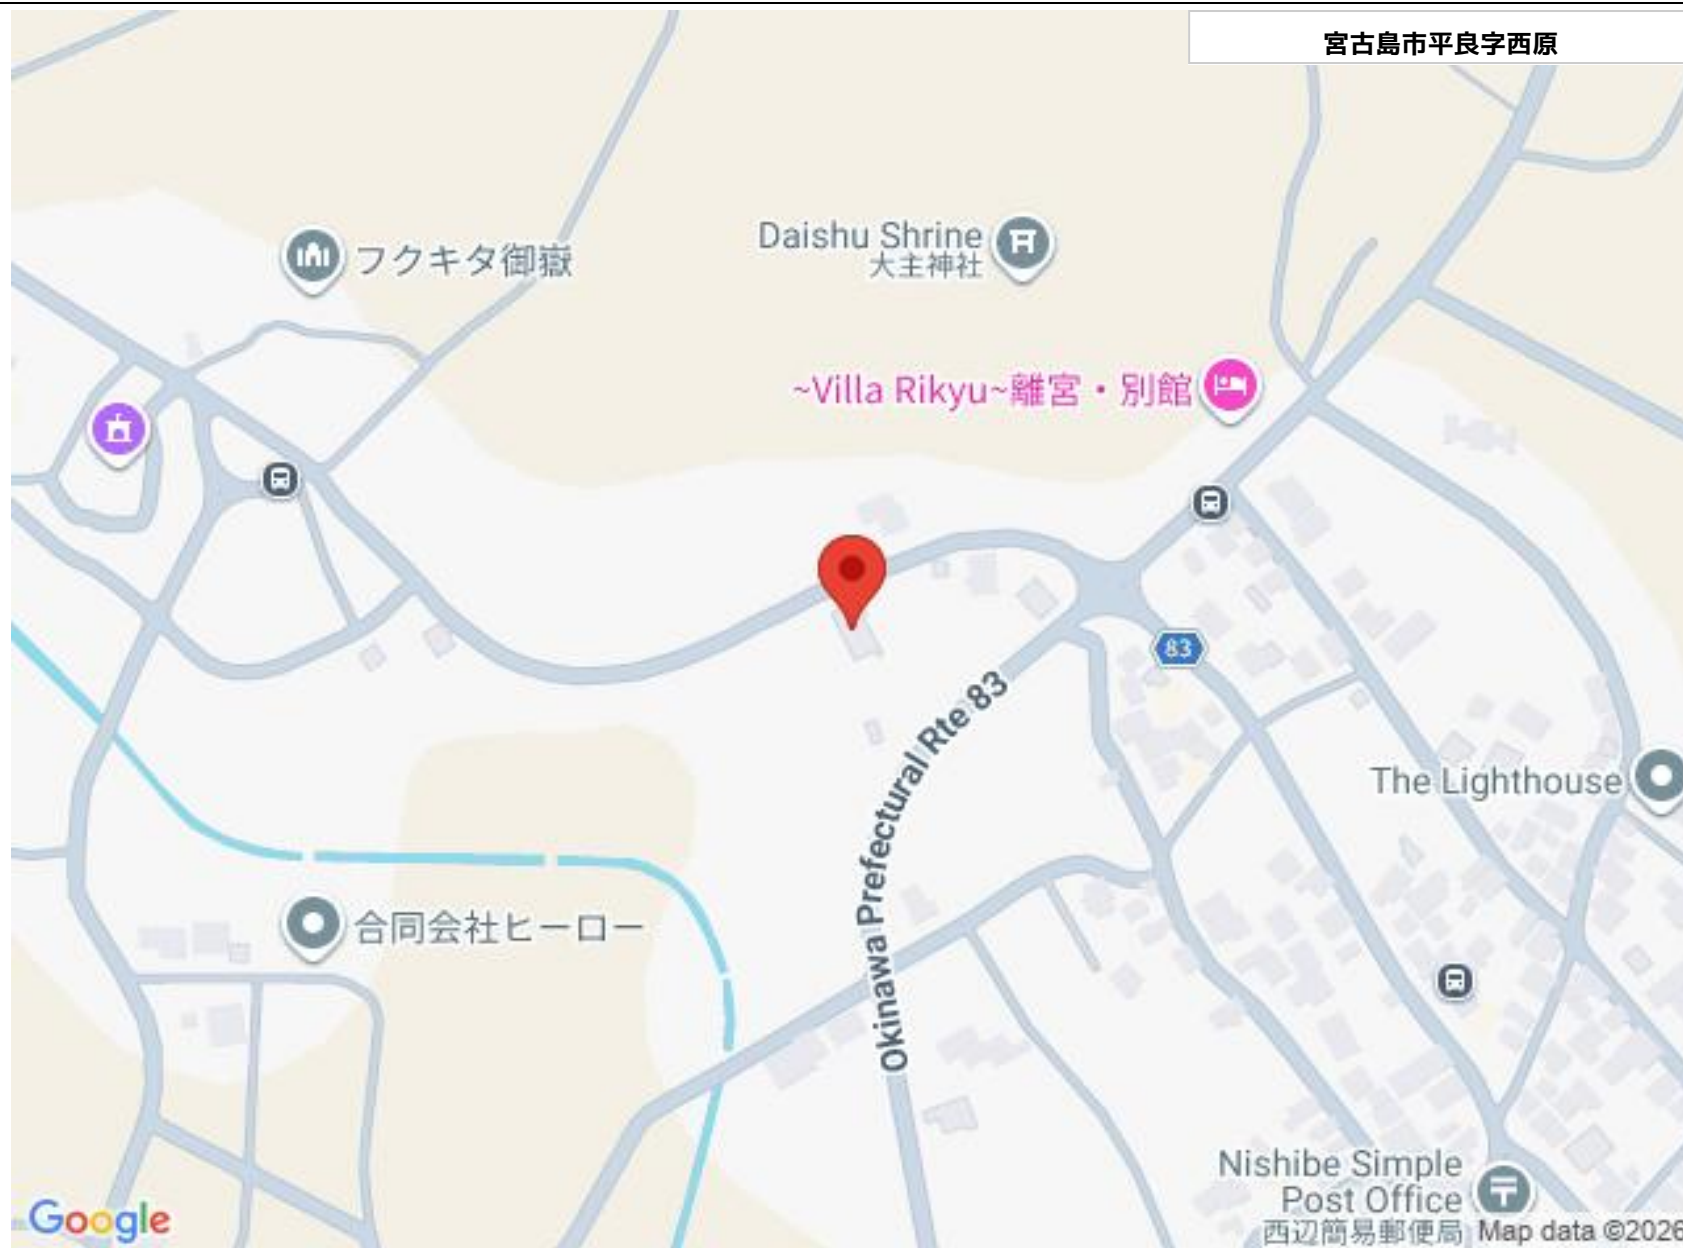 宮古島市平良字西原
フクキタ御嶽
Daishu Shrine
大主神社
~Villa Rikyu~離宮・別館
83
Okinawa Prefectural Rte 83
The Lighthouse
合同会社ヒーロー
Nishibe Simple
Post Office
西辺簡易郵便局
Google
Map data ©2026